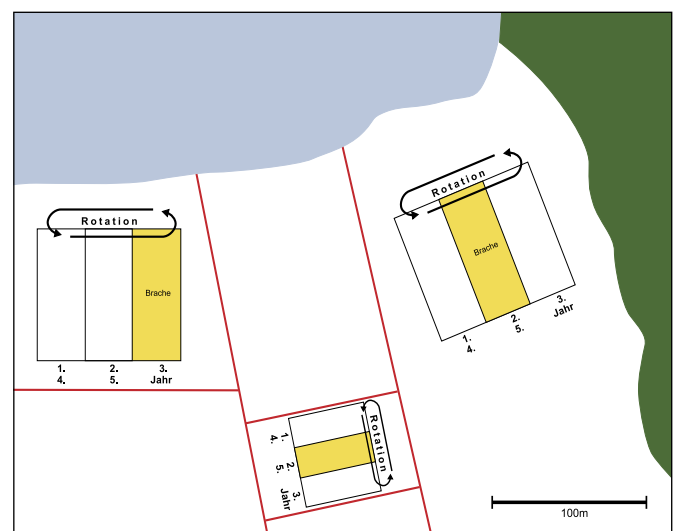 Rotation
Brache
1. 2. 3.
4. 5. Jahr
Rotation
Brache
1. 2. 3.
4. 5. Jahr
Rotation
1. 2. 3.
4. 5. Jahr
100m